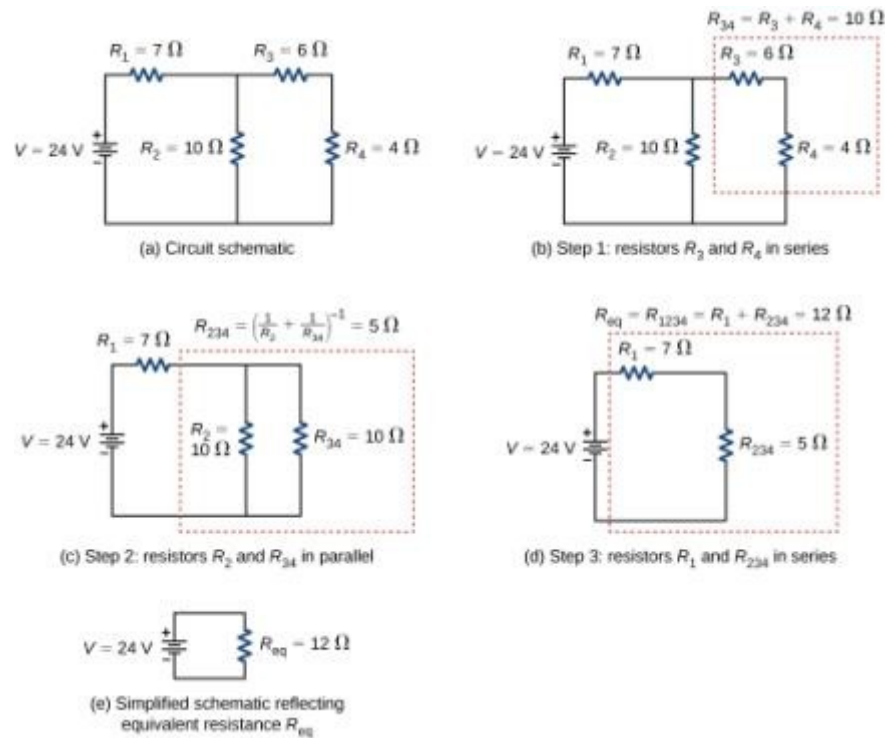 R₁ = 7 Ω
R₃ = 6 Ω
V – 24 V
+
–
R₂ = 10 Ω
R₄ = 4 Ω
(a) Circuit schematic
R₃₄ = R₃ + R₄ = 10 Ω
R₁ = 7 Ω
R₃ = 6 Ω
V – 24 V
+
–
R₂ = 10 Ω
R₄ = 4 Ω
(b) Step 1: resistors R₃ and R₄ in series
R₂₃₄ = (1/R₂ + 1/R₃₄)⁻¹ = 5 Ω
R₁ = 7 Ω
V = 24 V
+
–
R₂ =
10 Ω
R₃₄ = 10 Ω
(c) Step 2: resistors R₂ and R₃₄ in parallel
R_eq = R₁₂₃₄ = R₁ + R₂₃₄ – 12 Ω
R₁ – 7 Ω
V – 24 V
+
–
R₂₃₄ = 5 Ω
(d) Step 3: resistors R₁ and R₂₃₄ in series
V = 24 V
+
–
R_eq – 12 Ω
(e) Simplified schematic reflecting
equivalent resistance R_eq